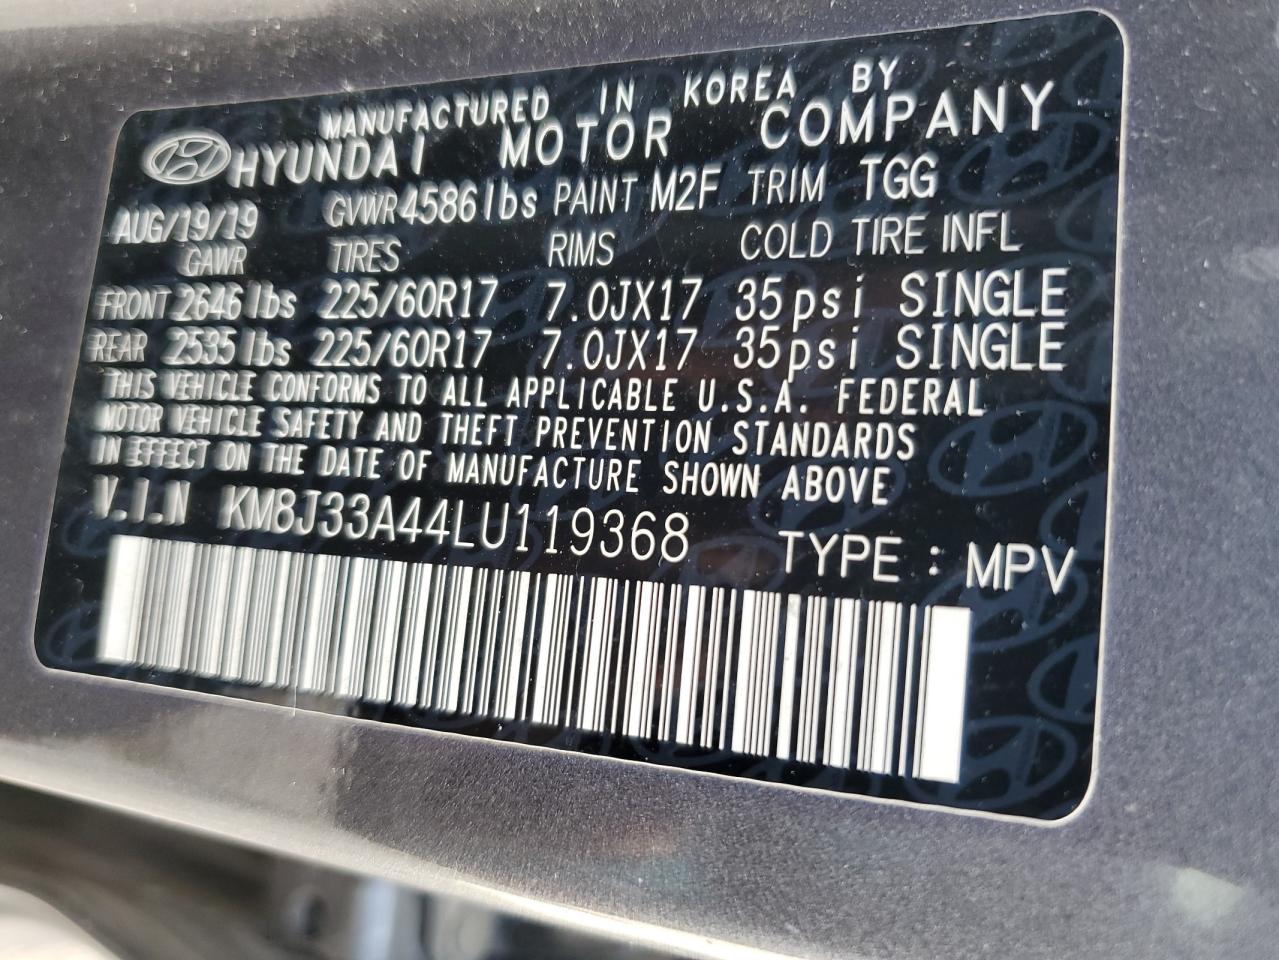 MANUFACTURED IN KOREA BY
HYUNDAI MOTOR COMPANY
AUG/19/19 GVWR 4586lbs PAINT M2F TRIM TGG
GAWR TIRES RIMS COLD TIRE INFL
FRONT 2646lbs 225/60R17 7.0JX17 35psi SINGLE
REAR 2535lbs 225/60R17 7.0JX17 35psi SINGLE
THIS VEHICLE CONFORMS TO ALL APPLICABLE U.S.A. FEDERAL
MOTOR VEHICLE SAFETY AND THEFT PREVENTION STANDARDS
IN EFFECT ON THE DATE OF MANUFACTURE SHOWN ABOVE
V.I.N KM8J33A44LU119368 TYPE : MPV